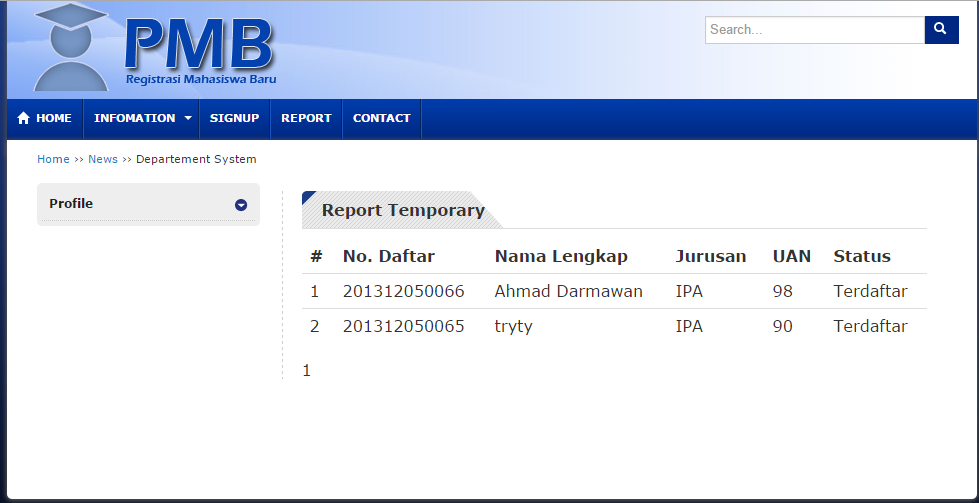 PMB
Registrasi Mahasiswa Baru
Search...
HOME INFOMATION SIGNUP REPORT CONTACT
Home >> News >> Departement System
Profile
Report Temporary
# No. Daftar Nama Lengkap Jurusan UAN Status
1 201312050066 Ahmad Darmawan IPA 98 Terdaftar
2 201312050065 tryty IPA 90 Terdaftar
1